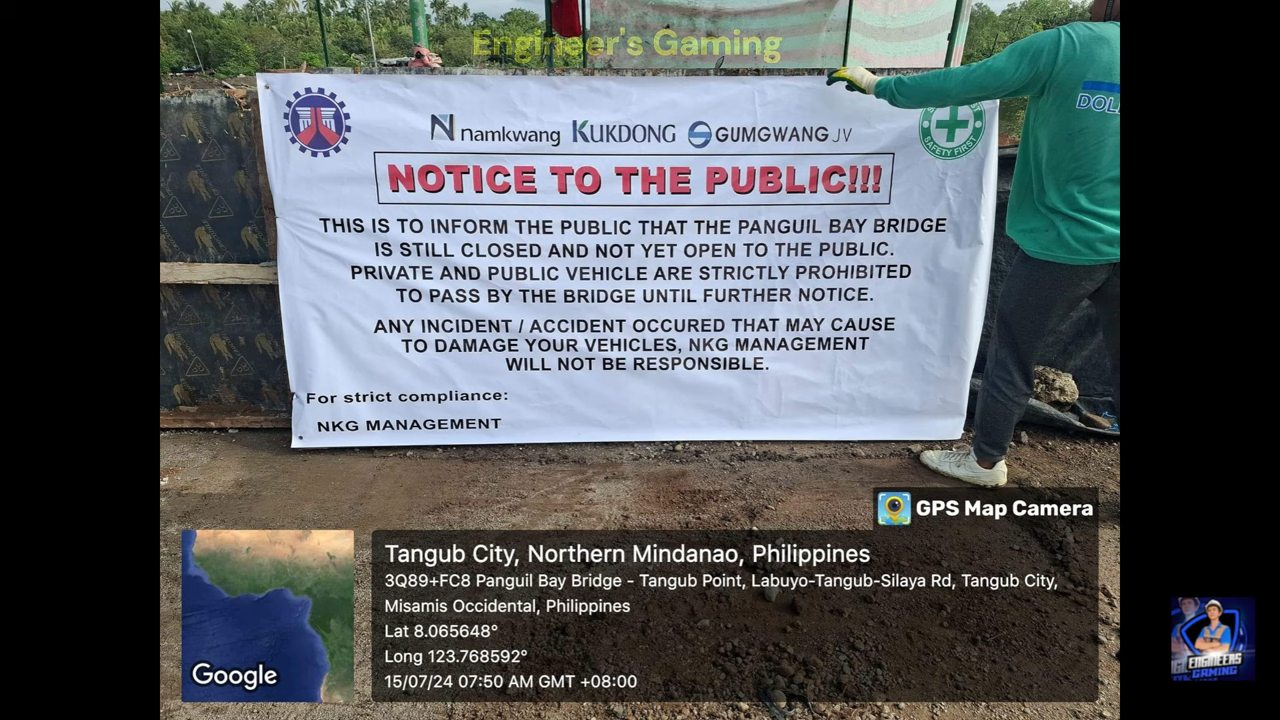 Engineer's Gaming
Namkwang KUKDONG GUMGWANG JV
SAFETY FIRST
DOL
NOTICE TO THE PUBLIC!!!
THIS IS TO INFORM THE PUBLIC THAT THE PANGUIL BAY BRIDGE
IS STILL CLOSED AND NOT YET OPEN TO THE PUBLIC.
PRIVATE AND PUBLIC VEHICLE ARE STRICTLY PROHIBITED
TO PASS BY THE BRIDGE UNTIL FURTHER NOTICE.
ANY INCIDENT / ACCIDENT OCCURED THAT MAY CAUSE
TO DAMAGE YOUR VEHICLES, NKG MANAGEMENT
WILL NOT BE RESPONSIBLE.
For strict compliance:
NKG MANAGEMENT
GPS Map Camera
Tangub City, Northern Mindanao, Philippines
3Q89+FC8 Panguil Bay Bridge - Tangub Point, Labuyo-Tangub-Silaya Rd, Tangub City,
Misamis Occidental, Philippines
Lat 8.065648°
Long 123.768592°
15/07/24 07:50 AM GMT +08:00
Google
ENGINEERS
GAMING